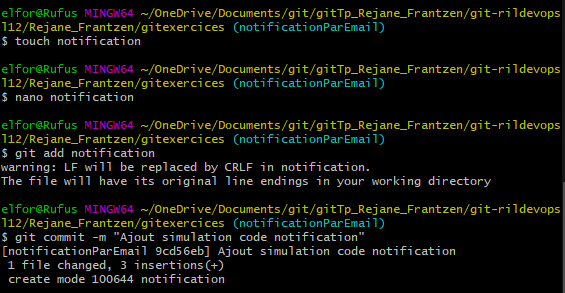 elfor@Rufus MINGW64 ~/OneDrive/Documents/git/gitTp_Rejane_Frantzen/git-rildevops
l12/Rejane_Frantzen/gitexercices (notificationParEmail)
$ touch notification
elfor@Rufus MINGW64 ~/OneDrive/Documents/git/gitTp_Rejane_Frantzen/git-rildevops
l12/Rejane_Frantzen/gitexercices (notificationParEmail)
$ nano notification
elfor@Rufus MINGW64 ~/OneDrive/Documents/git/gitTp_Rejane_Frantzen/git-rildevops
l12/Rejane_Frantzen/gitexercices (notificationParEmail)
$ git add notification
warning: LF will be replaced by CRLF in notification.
The file will have its original line endings in your working directory
elfor@Rufus MINGW64 ~/OneDrive/Documents/git/gitTp_Rejane_Frantzen/git-rildevops
l12/Rejane_Frantzen/gitexercices (notificationParEmail)
$ git commit -m "Ajout simulation code notification"
[notificationParEmail 9cd56eb] Ajout simulation code notification
 1 file changed, 3 insertions(+)
 create mode 100644 notification